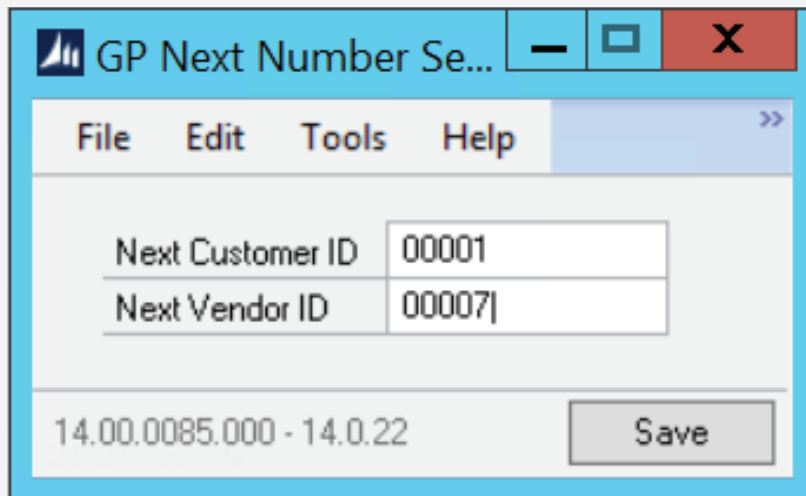 GP Next Number Se...
File Edit Tools Help
Next Customer ID 00001
Next Vendor ID 00007
14.00.0085.000 - 14.0.22 Save